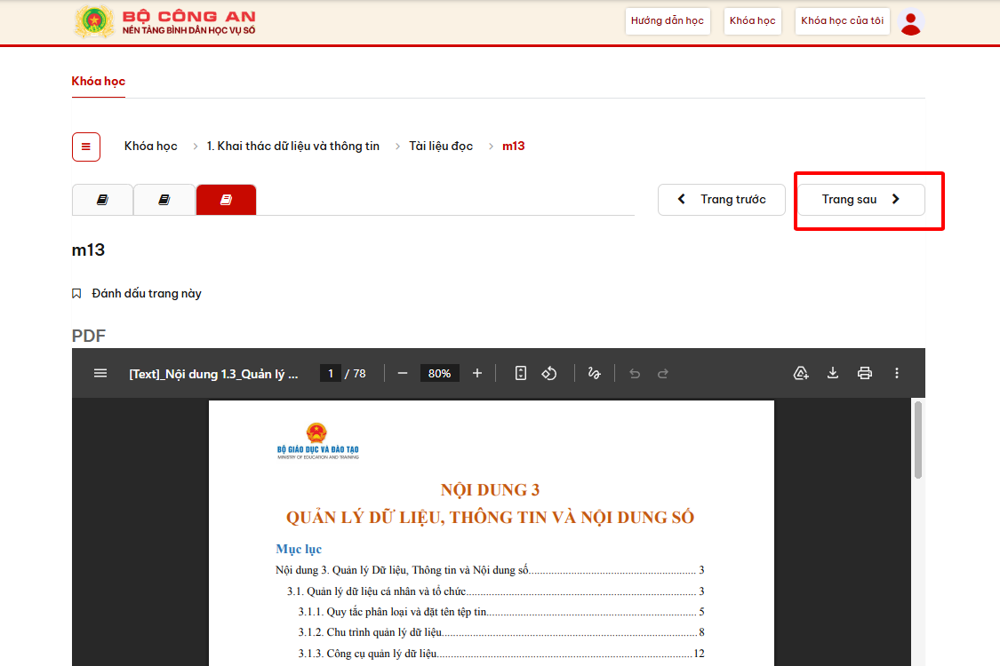 BỘ CÔNG AN
NỀN TẢNG BÌNH DÂN HỌC VỤ SỐ
Hướng dẫn học
Khóa học
Khóa học của tôi
Khóa học
Khóa học
1. Khai thác dữ liệu và thông tin
Tài liệu đọc
m13
Trang trước
Trang sau
m13
Đánh dấu trang này
PDF
[Text]_Nội dung 1.3_Quản lý ...
1 / 78
80%
BỘ GIÁO DỤC VÀ ĐÀO TẠO
MINISTRY OF EDUCATION AND TRAINING
NỘI DUNG 3
QUẢN LÝ DỮ LIỆU, THÔNG TIN VÀ NỘI DUNG SỐ
Mục lục
Nội dung 3. Quản lý Dữ liệu, Thông tin và Nội dung số.......................................................... 3
3.1. Quản lý dữ liệu cá nhân và tổ chức.............................................................................. 3
3.1.1. Quy tắc phân loại và đặt tên tệp tin........................................................................ 5
3.1.2. Chu trình quản lý dữ liệu........................................................................................ 8
3.1.3. Công cụ quản lý dữ liệu........................................................................................12